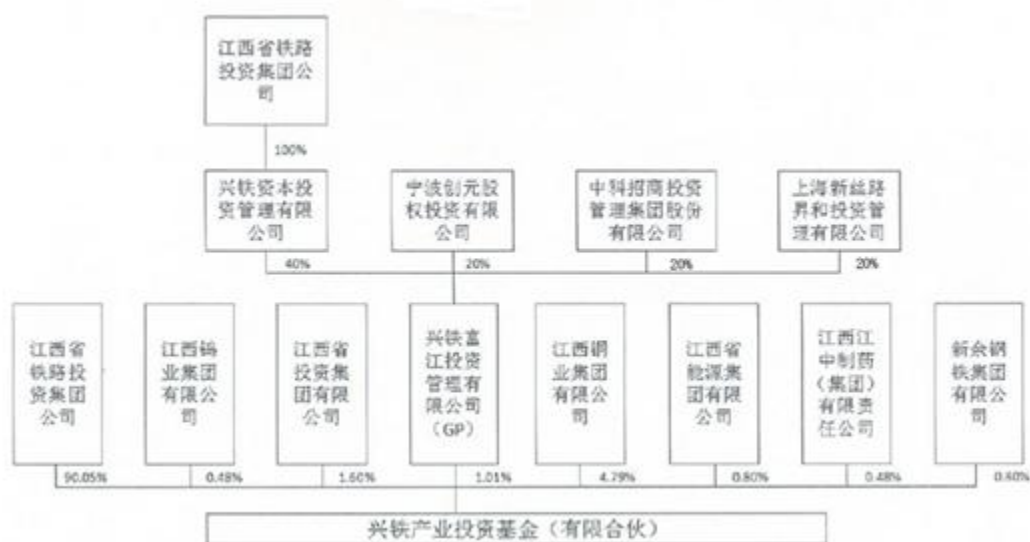 江西省铁路
投资集团公
司
100%
兴铁资本投
资管理有限
公司
宁波创元股
权投资有限
公司
中科招商投资
管理集团股份
有限公司
上海新丝路
昇和投资管
理有限公司
40%
20%
20%
20%
江西省
铁路投
资集团
公司
江西钨
业集团
有限公
司
江西省
投资集
团有限
公司
兴铁富
江投资
管理有
限公司
(GP)
江西铜
业集团
有限公
司
江西省
能源集
团有限
公司
江西江
中制药
(集团)
有限责
任公司
新余钢
铁集团
有限公
司
90.05%
0.48%
1.60%
1.01%
4.79%
0.80%
0.48%
0.80%
兴铁产业投资基金（有限合伙）